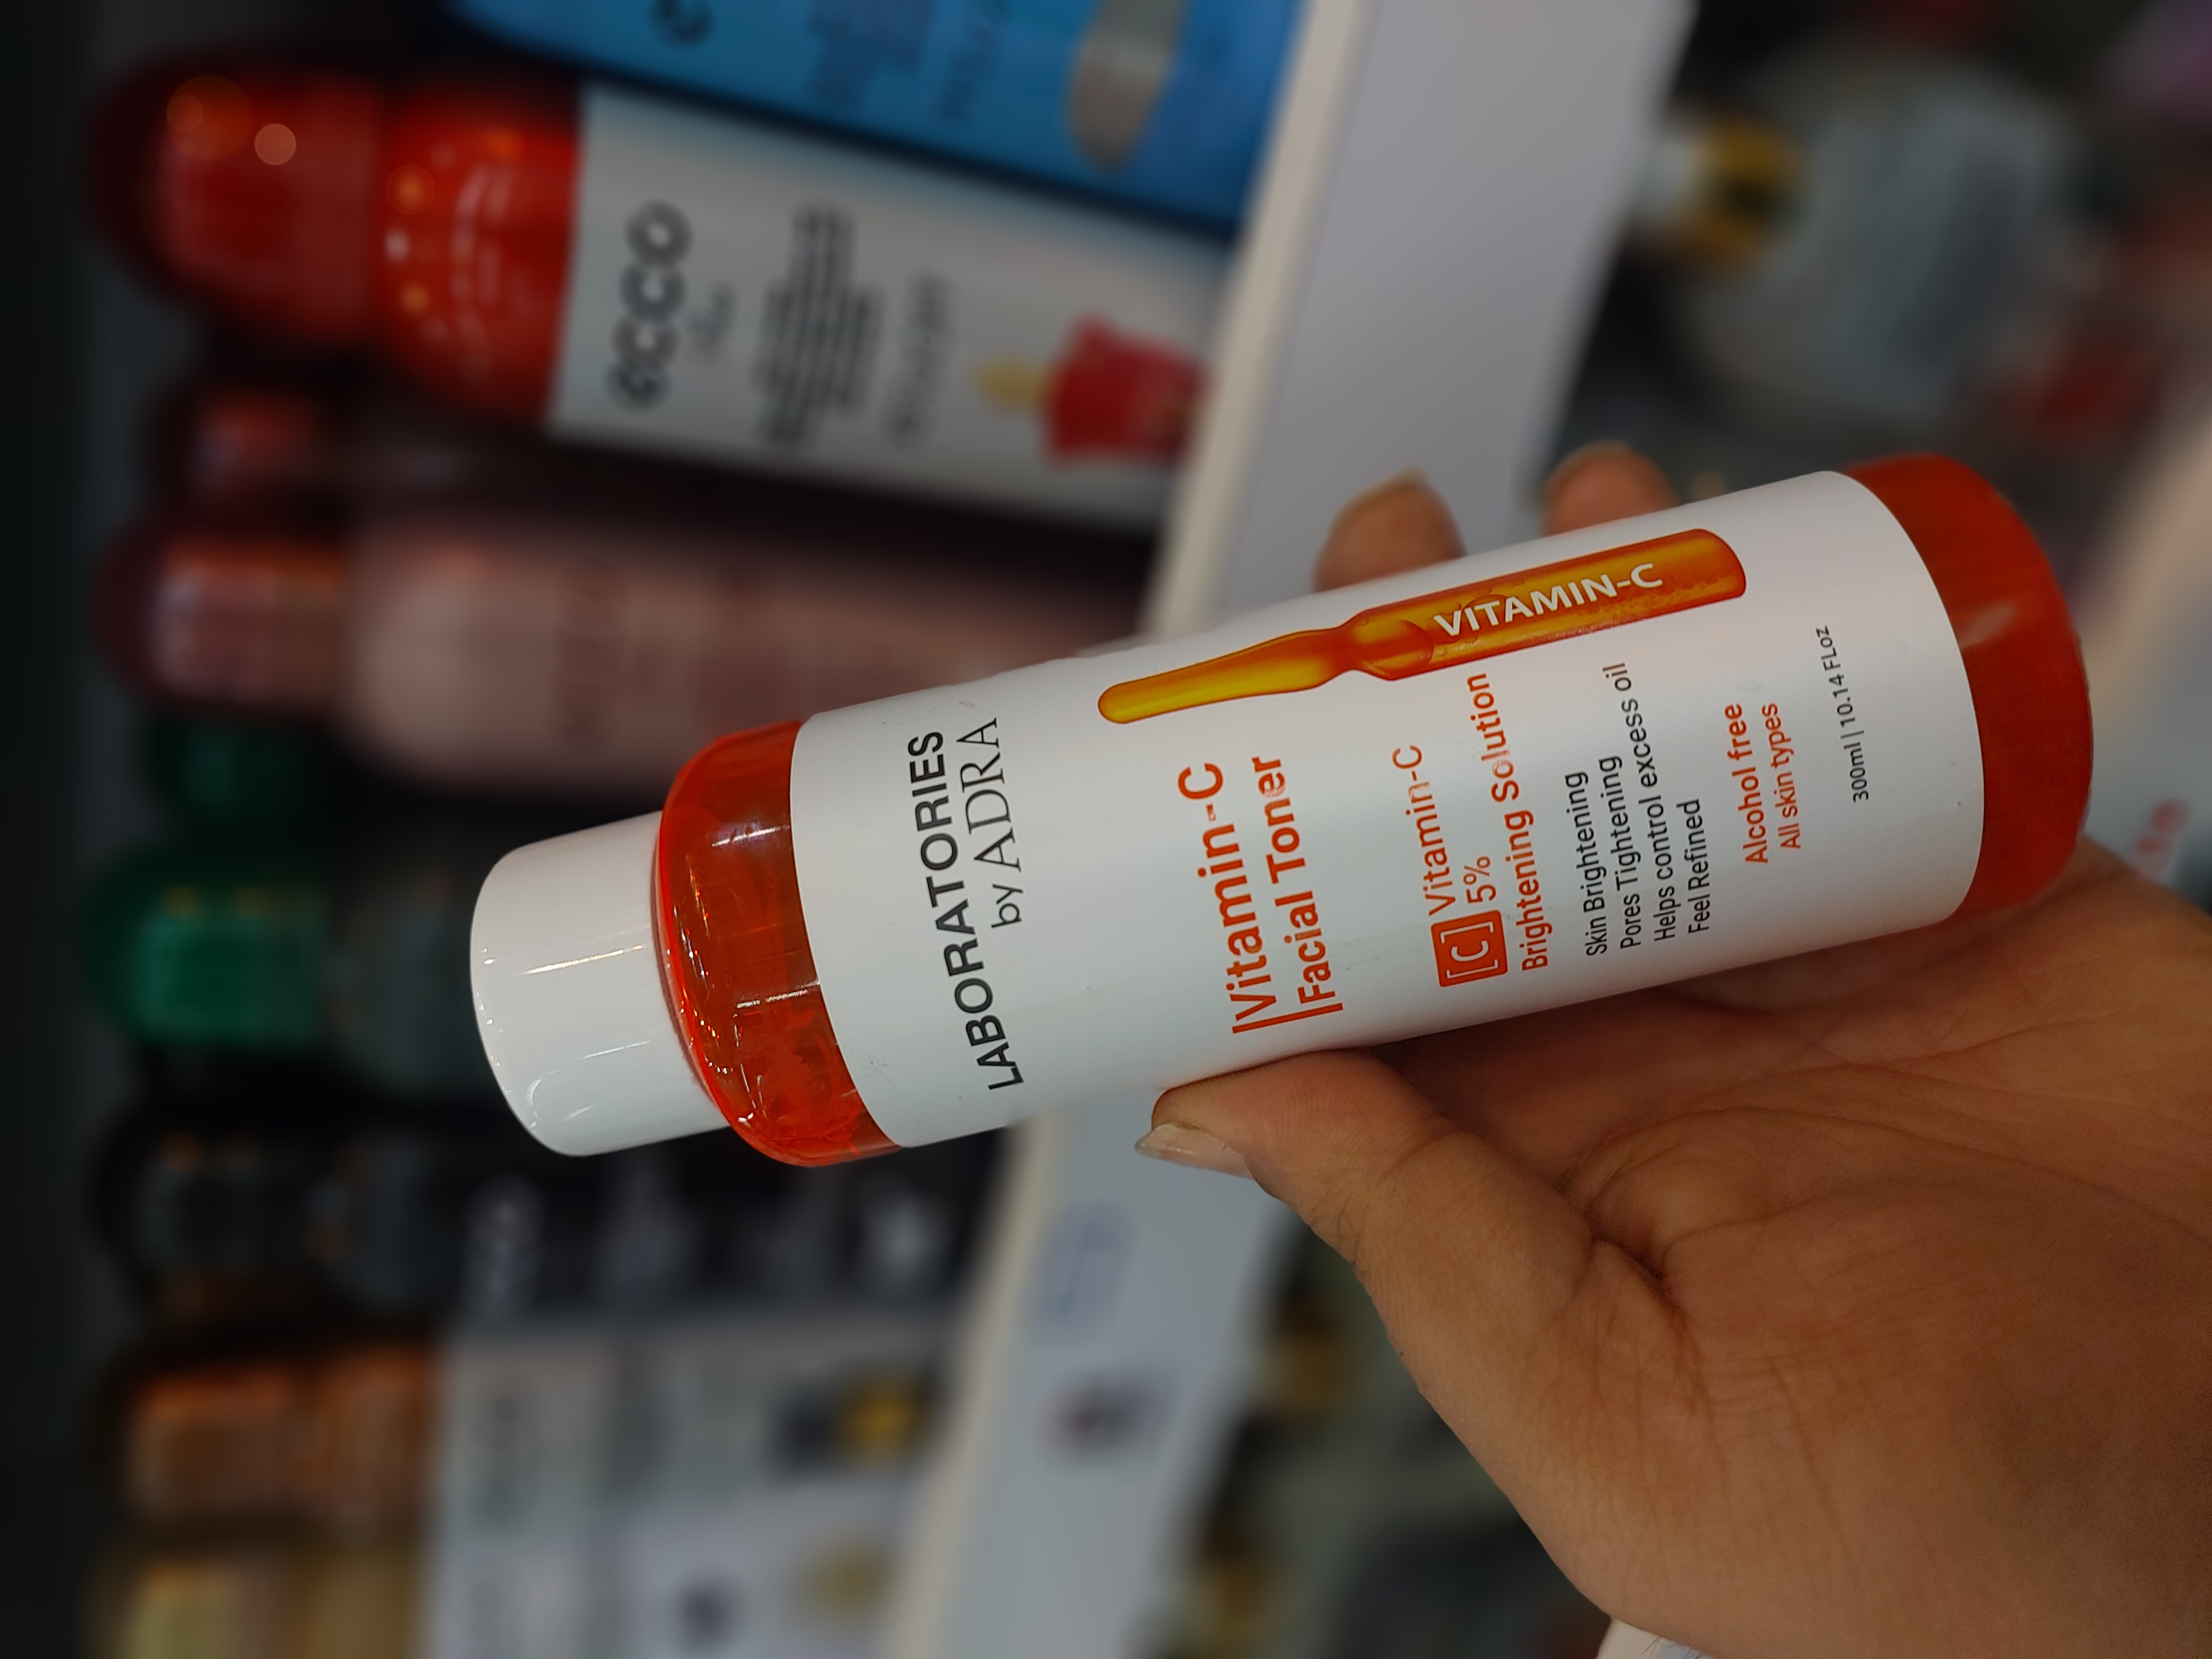 LABORATORIES
by ADRA
Vitamin-C
Facial Toner
[C] Vitamin-C
5%
Brightening Solution
Skin Brightening
Pores Tightening
Helps control excess oil
Feel Refined
Alcohol free
All skin types
300ml | 10.14 FLoz
VITAMIN-C
ecco